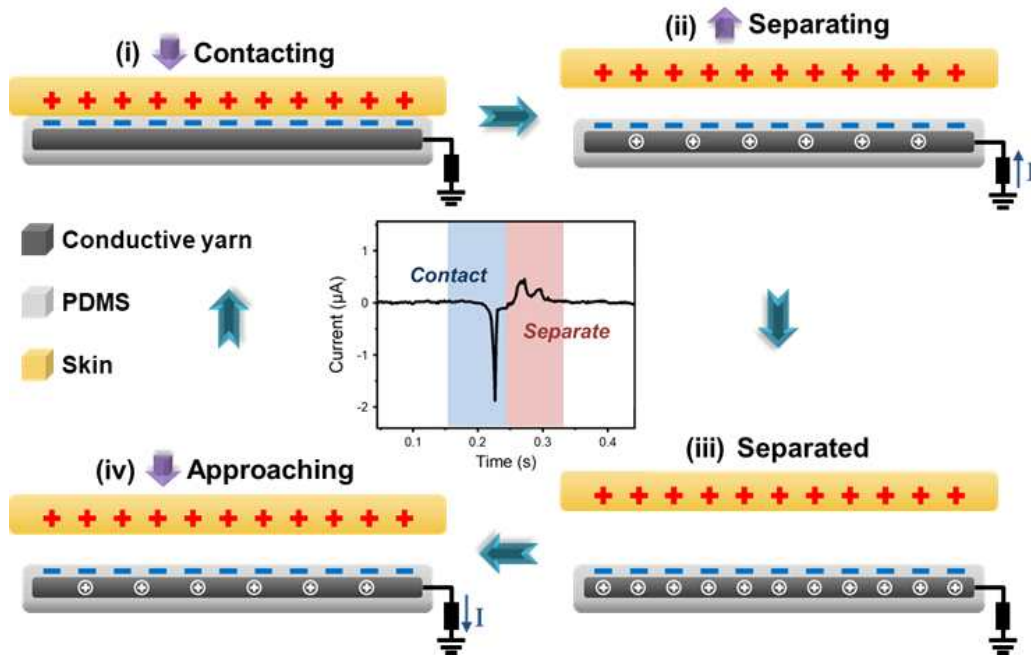 (i) Contacting
(ii) Separating
I
Conductive yarn
PDMS
Skin
Current (μA)
1
0
-1
-2
Contact
Separate
0.1 0.2 0.3 0.4
Time (s)
(iv) Approaching
(iii) Separated
I